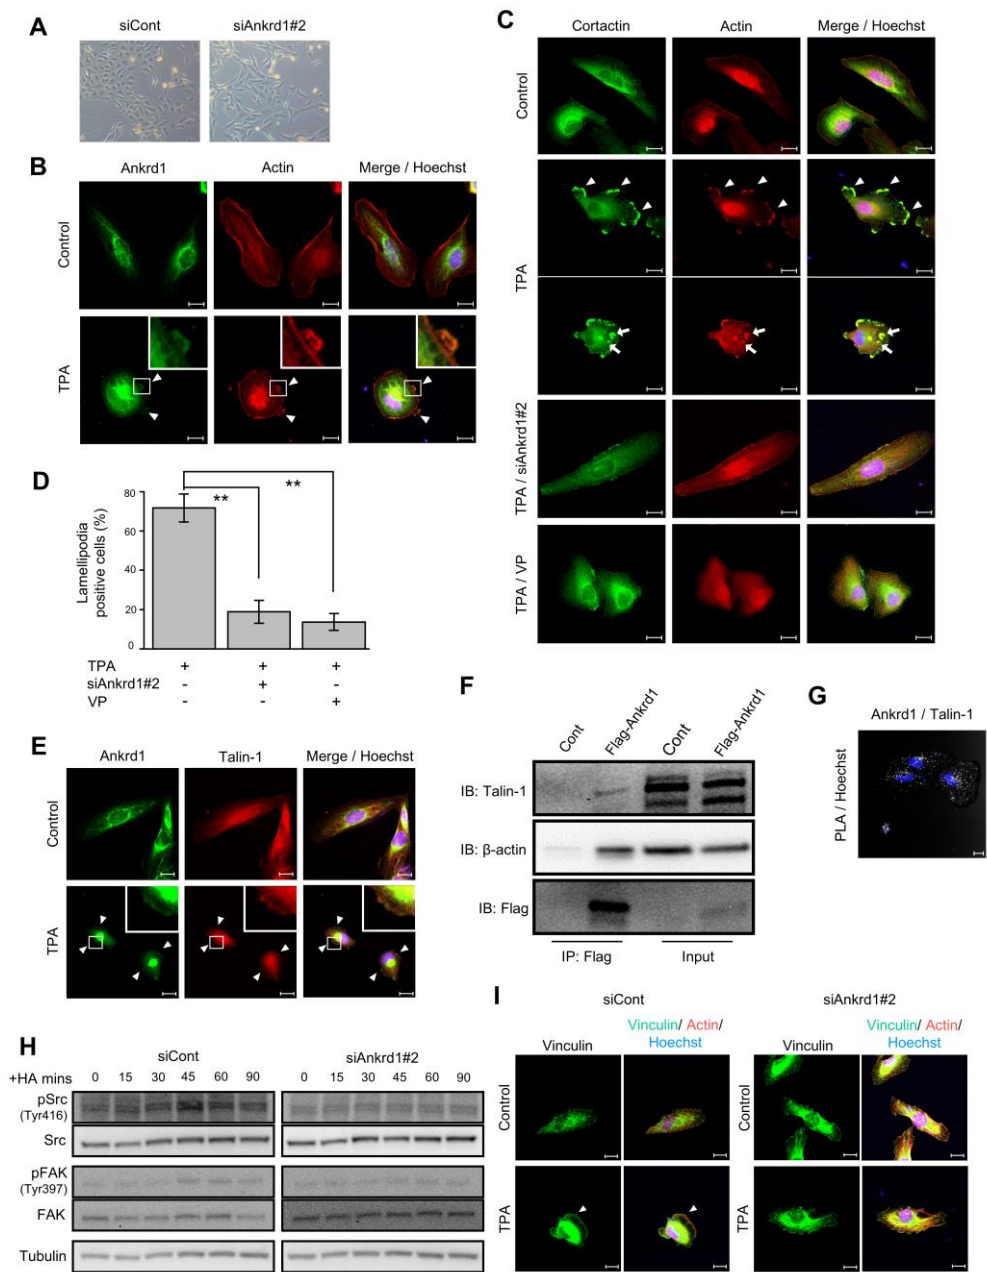 A
siCont
siAnkrd1#2
B
Ankrd1
Actin
Merge / Hoechst
Control
TPA
C
Cortactin
Actin
Merge / Hoechst
Control
TPA
TPA / siAnkrd1#2
TPA / VP
D
Lamellipodia
positive cells (%)
80
60
40
20
0
**
**
TPA + + +
siAnkrd1#2 - + -
VP - - +
E
Ankrd1
Talin-1
Merge / Hoechst
Control
TPA
F
Cont
Flag-Ankrd1
Cont
Flag-Ankrd1
IB: Talin-1
IB: β-actin
IB: Flag
IP: Flag
Input
G
Ankrd1 / Talin-1
PLA / Hoechst
H
siCont
siAnkrd1#2
+HA mins 0 15 30 45 60 90 0 15 30 45 60 90
pSrc
(Tyr416)
Src
pFAK
(Tyr397)
FAK
Tubulin
I
siCont
siAnkrd1#2
Vinculin
Vinculin/ Actin/
Hoechst
Vinculin
Vinculin/ Actin/
Hoechst
Control
Control
TPA
TPA